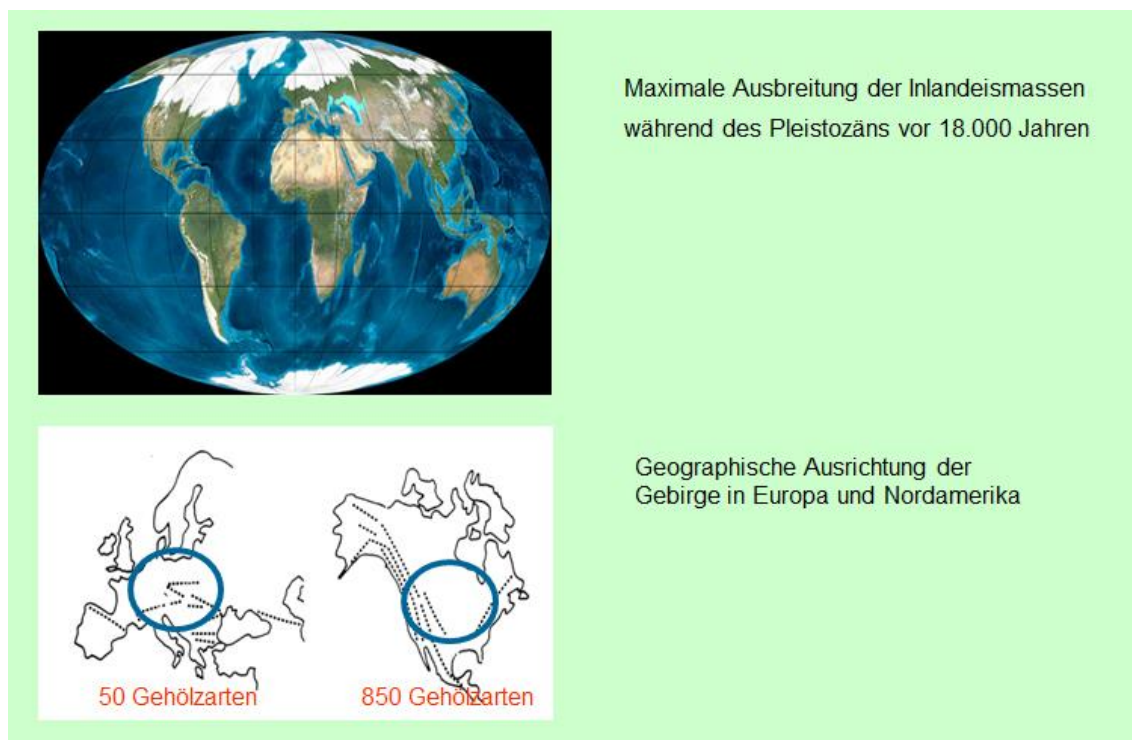 Maximale Ausbreitung der Inlandeismassen
während des Pleistozäns vor 18.000 Jahren
Geographische Ausrichtung der
Gebirge in Europa und Nordamerika
50 Gehölzarten
850 Gehölzarten